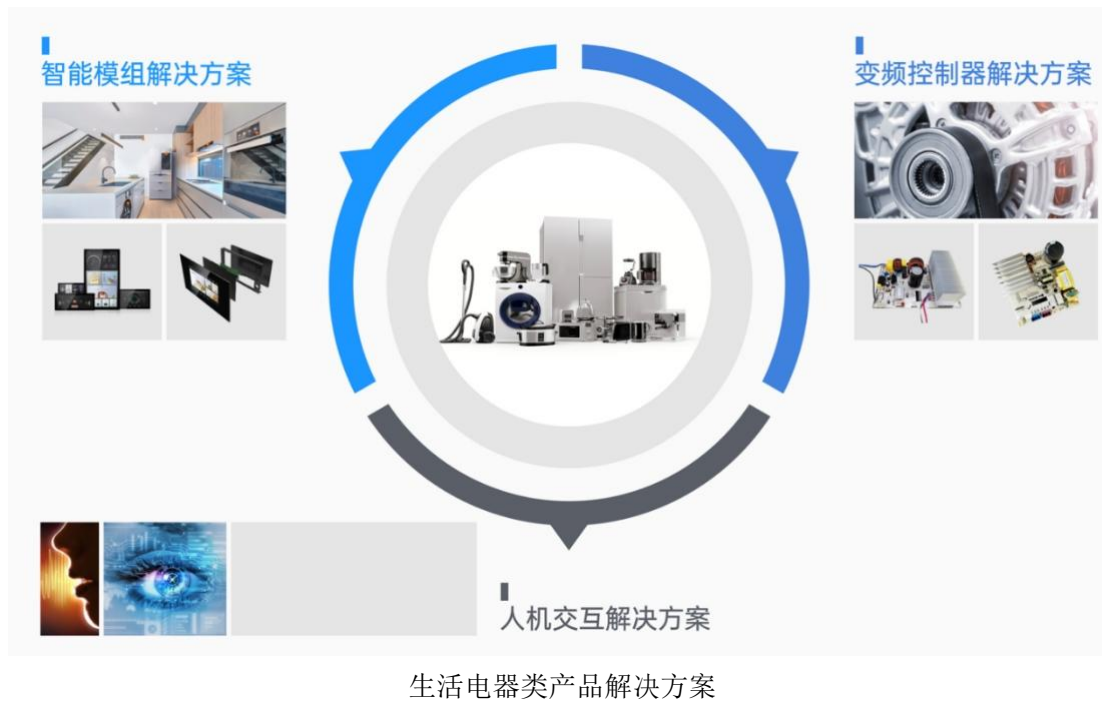 智能模组解决方案
变频控制器解决方案
人机交互解决方案
生活电器类产品解决方案